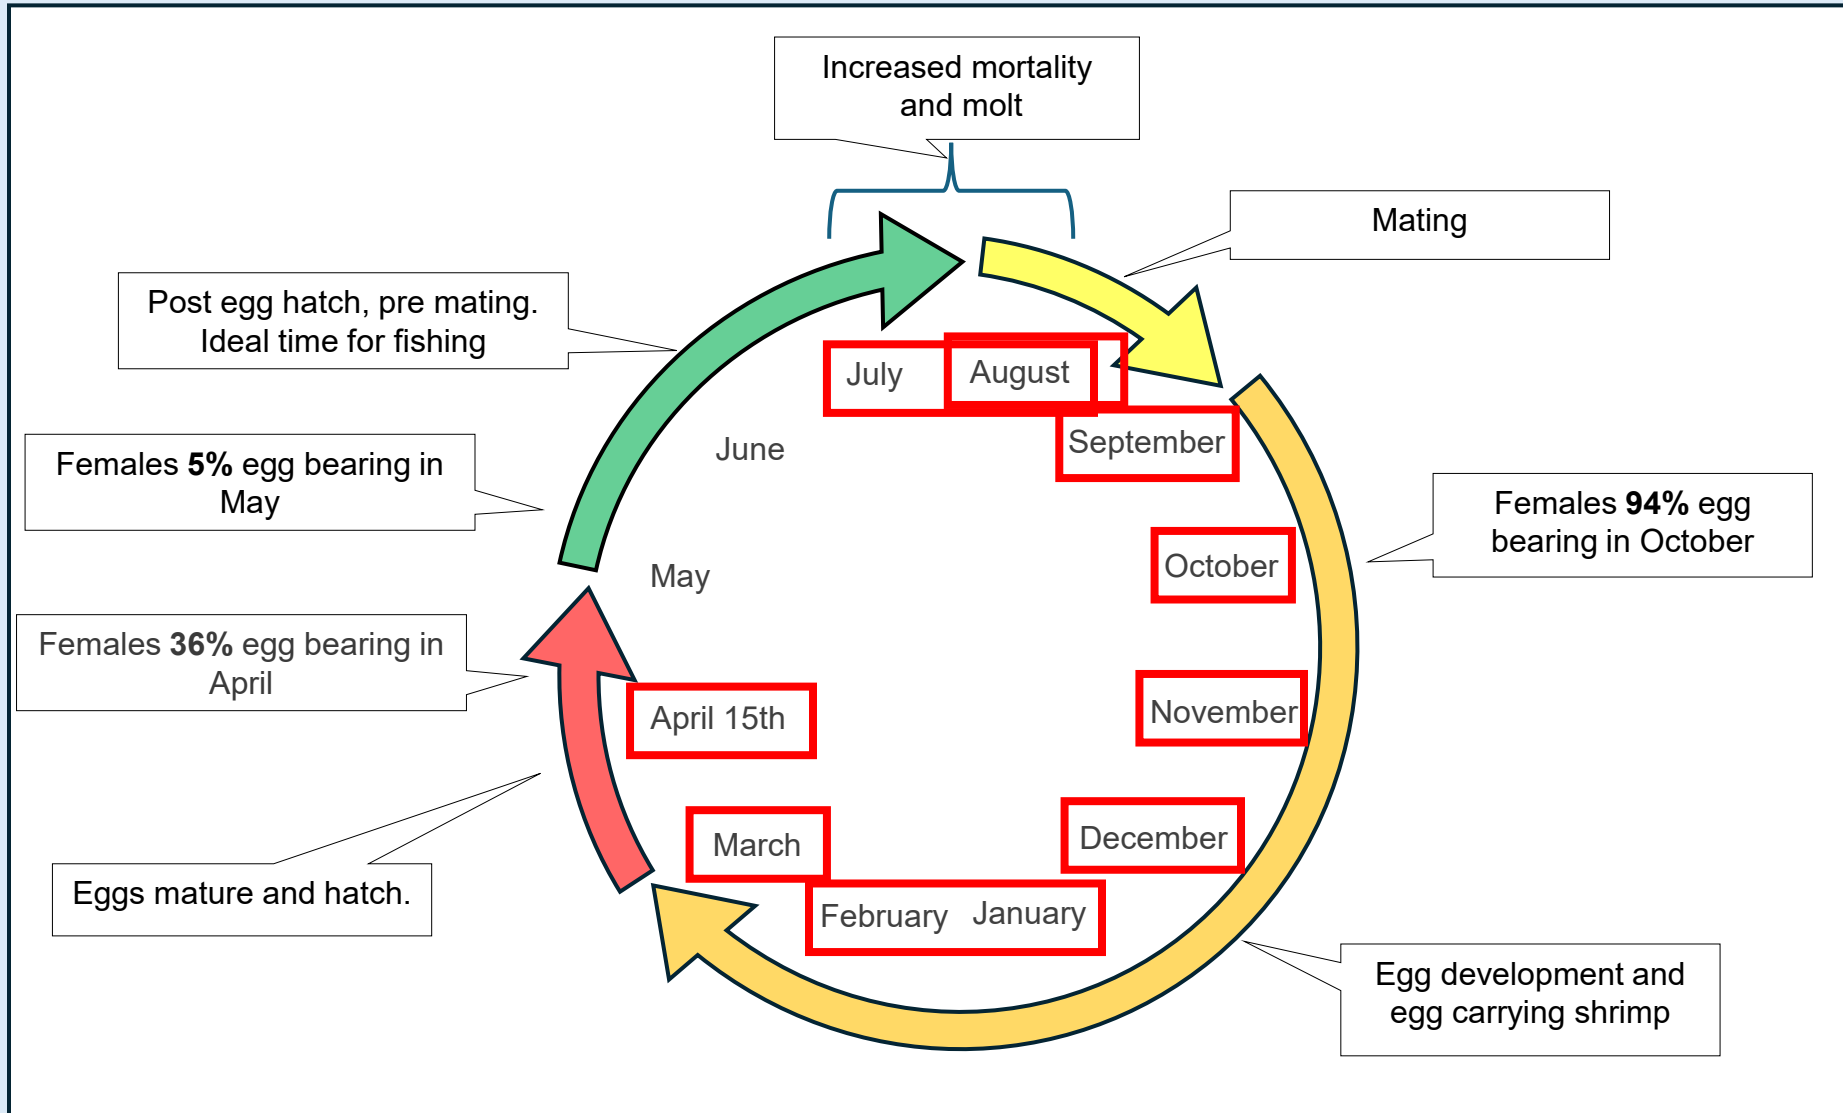 Increased mortality
and molt
Mating
Post egg hatch, pre mating.
Ideal time for fishing
July
August
June
September
Females 5% egg bearing in
May
Females 94% egg
bearing in October
October
May
Females 36% egg bearing in
April
April 15th
November
March
December
Eggs mature and hatch.
February
January
Egg development and
egg carrying shrimp